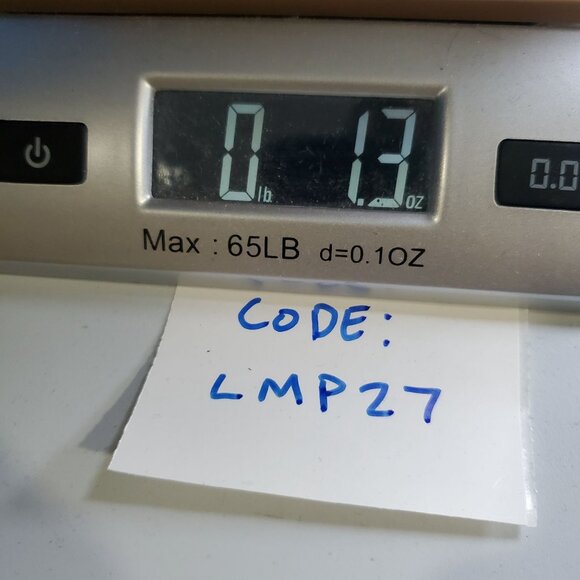 0 lb 1.3 oz
0.0
Max : 65LB d=0.1OZ
CODE:
LMP27